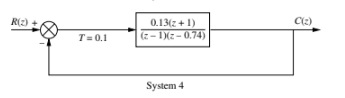 R(z) + C(z)
0.13(z + 1)
(z − 1)(z − 0.74)
−
T = 0.1
System 4